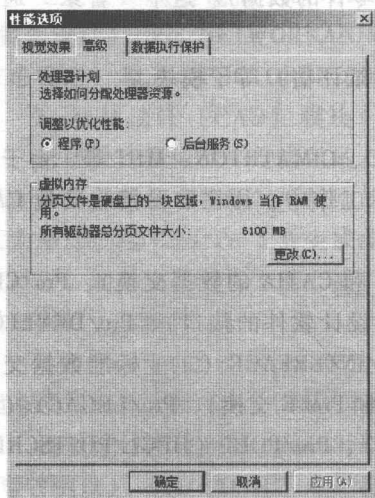 性能选项
视觉效果 高级 数据执行保护
处理器计划
选择如何分配处理器资源。
调整以优化性能:
程序(P) 后台服务(S)
虚拟内存
分页文件是硬盘上的一块区域,Windows 当作 RAM 使
用。
所有驱动器总分页文件大小: 6100 MB
更改(C)...
确定 取消 应用(A)